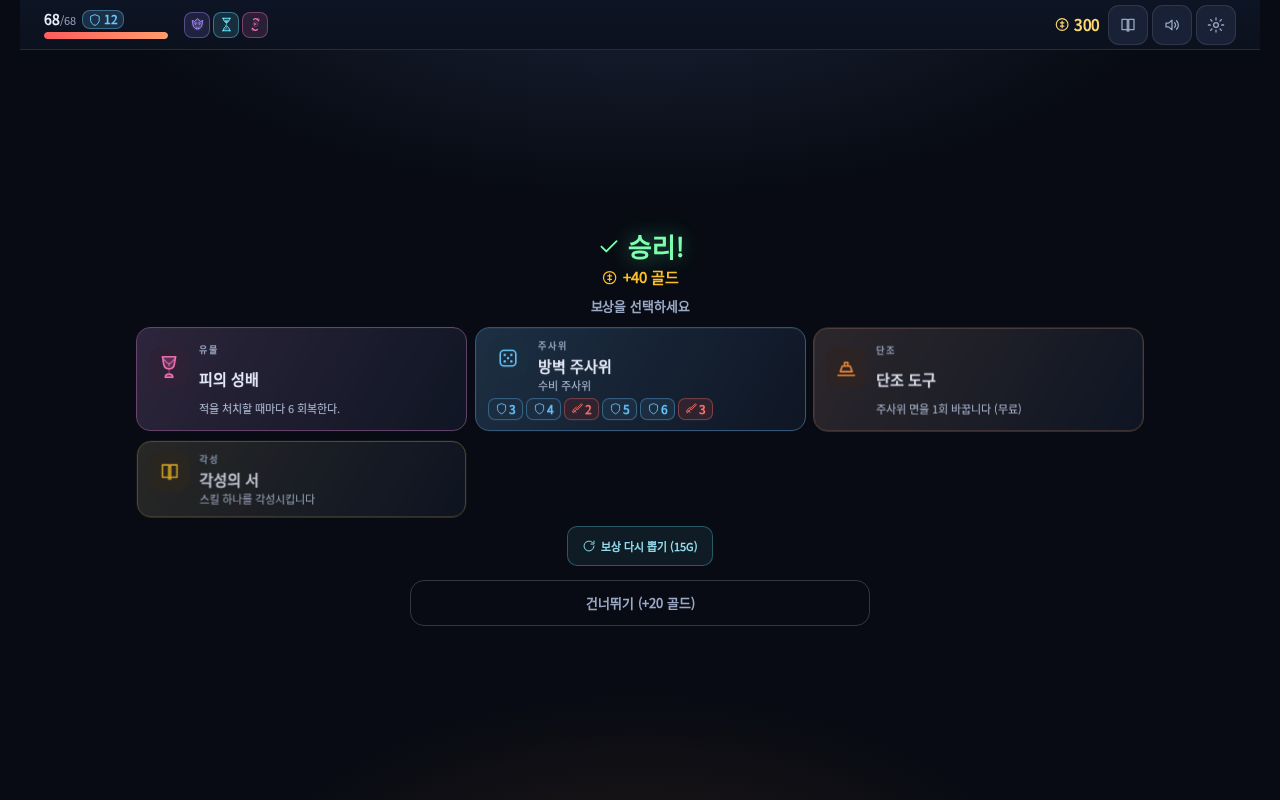 68/68 12
300
승리!
+40 골드
보상을 선택하세요
유물
피의 성배
적을 처치할 때마다 6 회복한다.
주사위
방벽 주사위
수비 주사위
3 4 2 5 6 3
단조
단조 도구
주사위 면을 1회 바꿉니다 (무료)
각성
각성의 서
스킬 하나를 각성시킵니다
보상 다시 뽑기 (15G)
건너뛰기 (+20 골드)